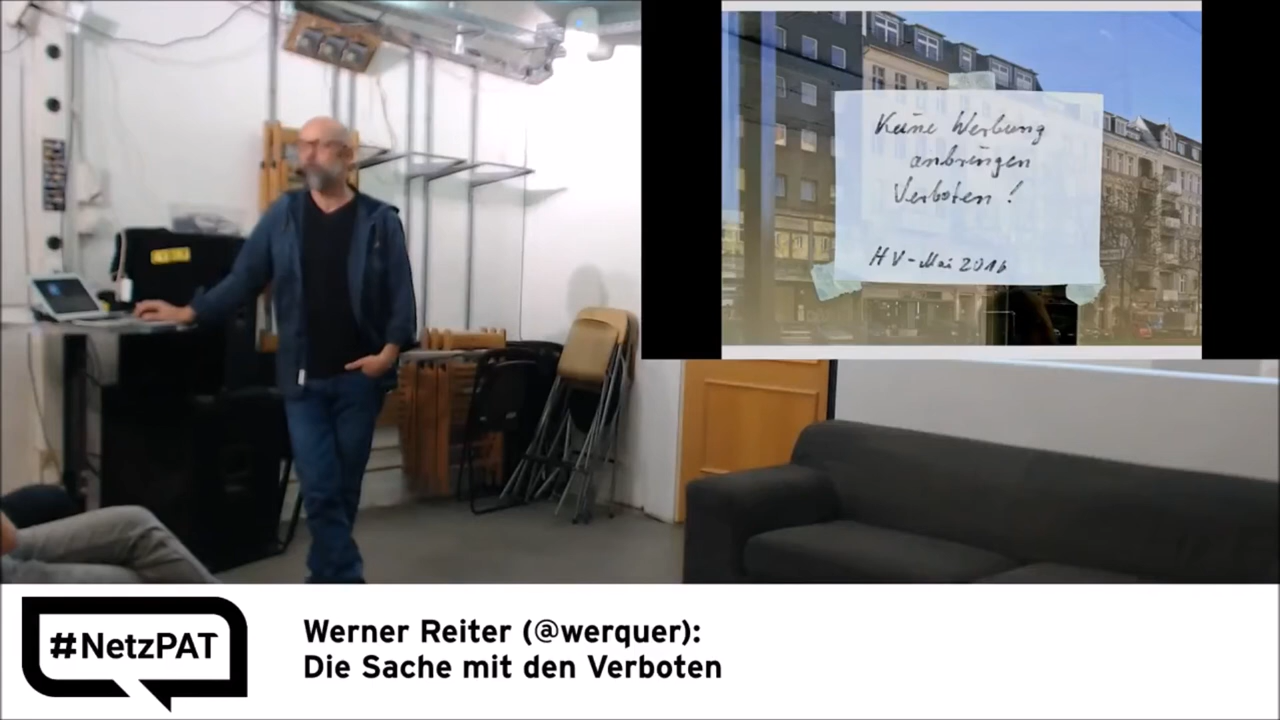 Keine Werbung
anbringen
Verboten!
HV-Mai 2016
#NetzPAT
Werner Reiter (@werquer):
Die Sache mit den Verboten